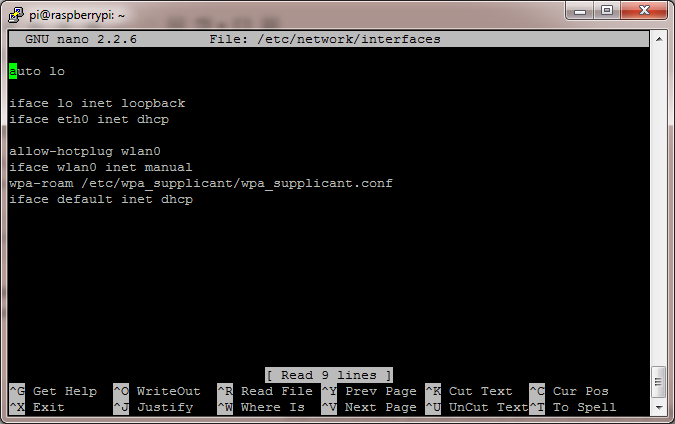 pi@raspberrypi: ~
GNU nano 2.2.6 File: /etc/network/interfaces
auto lo
iface lo inet loopback
iface eth0 inet dhcp
allow-hotplug wlan0
iface wlan0 inet manual
wpa-roam /etc/wpa_supplicant/wpa_supplicant.conf
iface default inet dhcp
[ Read 9 lines ]
^G Get Help ^O WriteOut ^R Read File ^Y Prev Page ^K Cut Text ^C Cur Pos
^X Exit ^J Justify ^W Where Is ^V Next Page ^U UnCut Text ^T To Spell